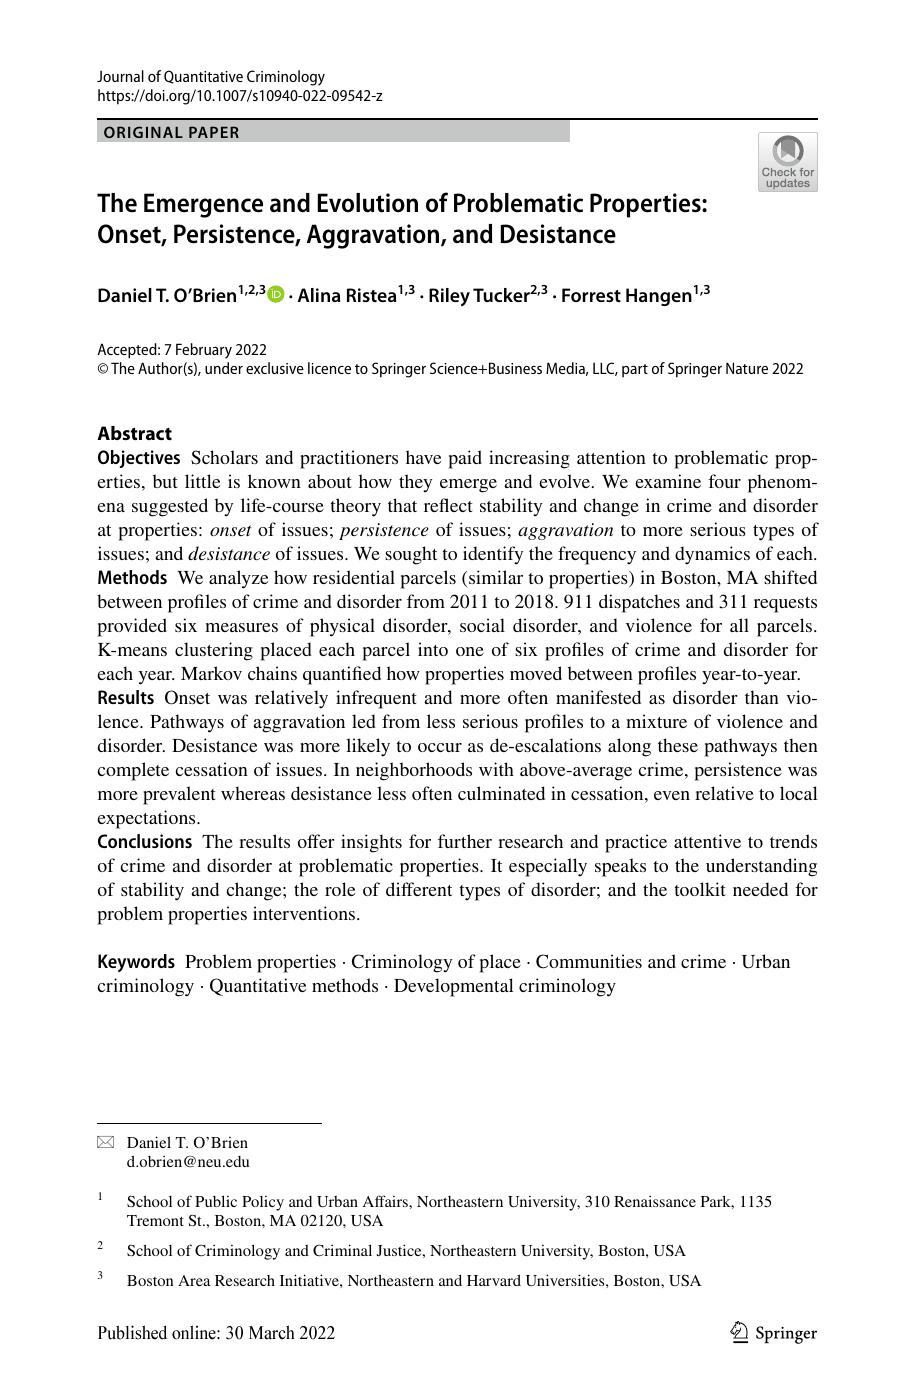 Journal of Quantitative Criminology
https://doi.org/10.1007/s10940-022-09542-z
ORIGINAL PAPER
Check for
updates
The Emergence and Evolution of Problematic Properties:
Onset, Persistence, Aggravation, and Desistance
Daniel T. O’Brien1,2,3 iD · Alina Ristea1,3 · Riley Tucker2,3 · Forrest Hangen1,3
Accepted: 7 February 2022
© The Author(s), under exclusive licence to Springer Science+Business Media, LLC, part of Springer Nature 2022
Abstract
Objectives Scholars and practitioners have paid increasing attention to problematic prop-
erties, but little is known about how they emerge and evolve. We examine four phenom-
ena suggested by life-course theory that reflect stability and change in crime and disorder
at properties: onset of issues; persistence of issues; aggravation to more serious types of
issues; and desistance of issues. We sought to identify the frequency and dynamics of each.
Methods We analyze how residential parcels (similar to properties) in Boston, MA shifted
between profiles of crime and disorder from 2011 to 2018. 911 dispatches and 311 requests
provided six measures of physical disorder, social disorder, and violence for all parcels.
K-means clustering placed each parcel into one of six profiles of crime and disorder for
each year. Markov chains quantified how properties moved between profiles year-to-year.
Results Onset was relatively infrequent and more often manifested as disorder than vio-
lence. Pathways of aggravation led from less serious profiles to a mixture of violence and
disorder. Desistance was more likely to occur as de-escalations along these pathways then
complete cessation of issues. In neighborhoods with above-average crime, persistence was
more prevalent whereas desistance less often culminated in cessation, even relative to local
expectations.
Conclusions The results offer insights for further research and practice attentive to trends
of crime and disorder at problematic properties. It especially speaks to the understanding
of stability and change; the role of different types of disorder; and the toolkit needed for
problem properties interventions.
Keywords Problem properties · Criminology of place · Communities and crime · Urban
criminology · Quantitative methods · Developmental criminology
Daniel T. O’Brien
d.obrien@neu.edu
1 School of Public Policy and Urban Affairs, Northeastern University, 310 Renaissance Park, 1135
Tremont St., Boston, MA 02120, USA
2 School of Criminology and Criminal Justice, Northeastern University, Boston, USA
3 Boston Area Research Initiative, Northeastern and Harvard Universities, Boston, USA
Published online: 30 March 2022
Springer